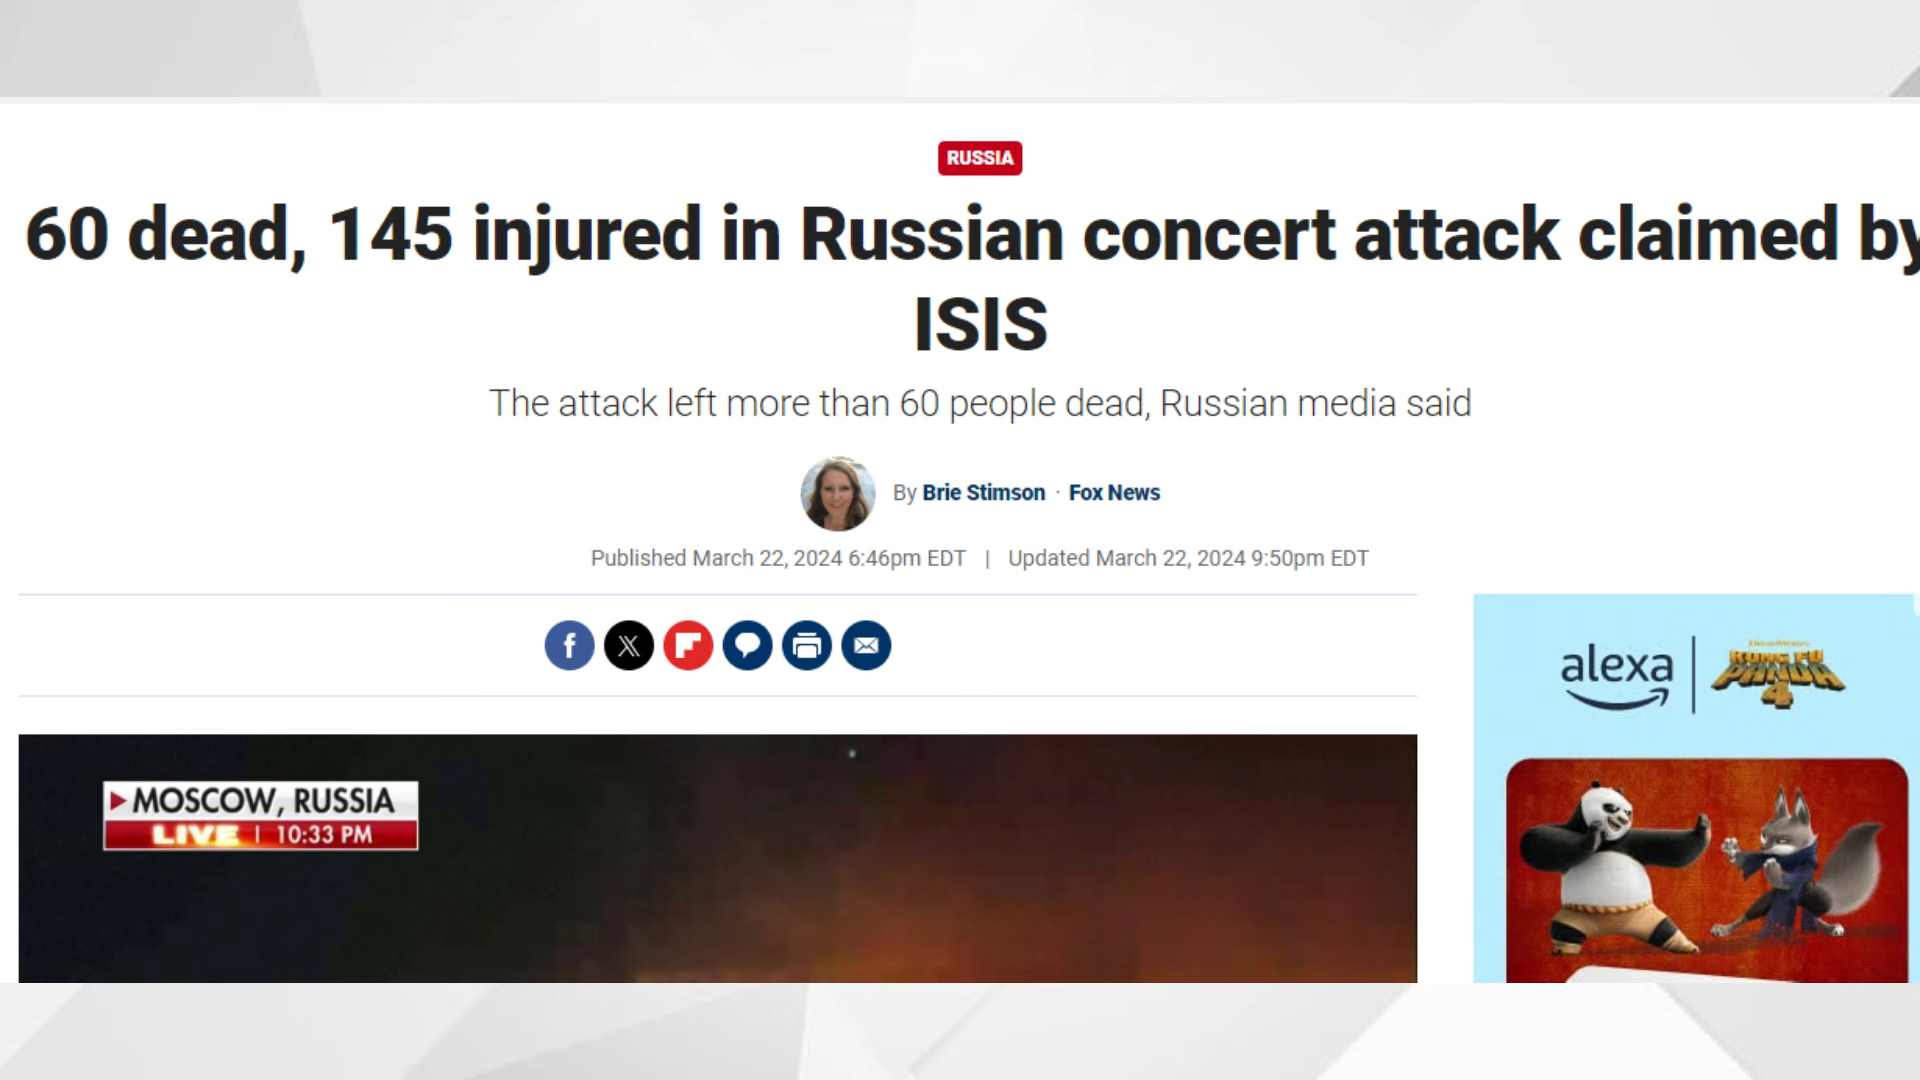 RUSSIA
60 dead, 145 injured in Russian concert attack claimed by
ISIS
The attack left more than 60 people dead, Russian media said
By Brie Stimson · Fox News
Published March 22, 2024 6:46pm EDT | Updated March 22, 2024 9:50pm EDT
alexa
DreamWorks
KUNG FU
PANDA
4
MOSCOW, RUSSIA
LIVE | 10:33 PM